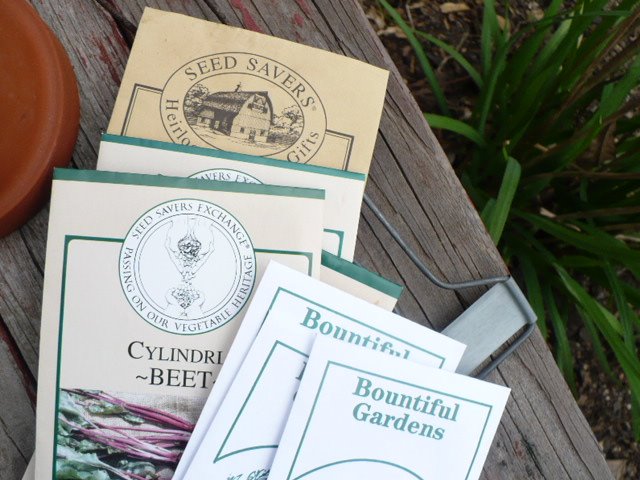 SEED SAVERS®
Heirlo
Gifts
SEED SAVERS EXCHANGE®
PASSING ON OUR VEGETABLE HERITAGE
CYLINDRI
~BEET~
Bountiful
Bountiful
Gardens